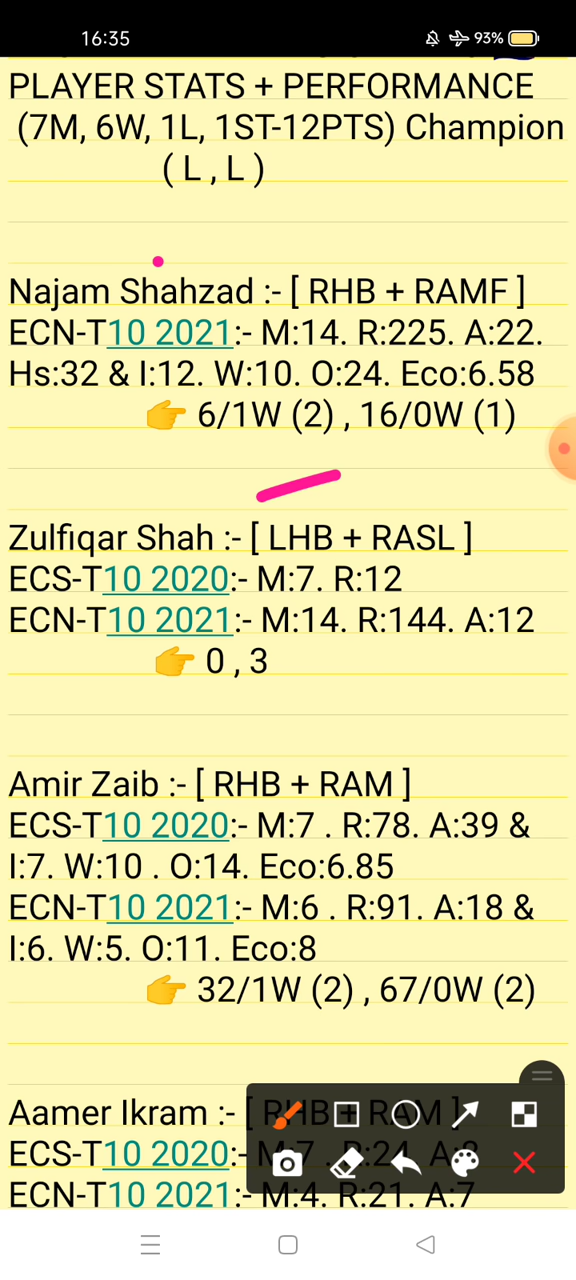 16:35
93%
PLAYER STATS + PERFORMANCE
(7M, 6W, 1L, 1ST-12PTS) Champion
( L , L )
Najam Shahzad :- [ RHB + RAMF ]
ECN-T10 2021:- M:14. R:225. A:22.
Hs:32 & I:12. W:10. O:24. Eco:6.58
👉 6/1W (2) , 16/0W (1)
Zulfiqar Shah :- [ LHB + RASL ]
ECS-T10 2020:- M:7. R:12
ECN-T10 2021:- M:14. R:144. A:12
👉 0 , 3
Amir Zaib :- [ RHB + RAM ]
ECS-T10 2020:- M:7 . R:78. A:39 &
I:7. W:10 . O:14. Eco:6.85
ECN-T10 2021:- M:6 . R:91. A:18 &
I:6. W:5. O:11. Eco:8
👉 32/1W (2) , 67/0W (2)
Aamer Ikram :- [ RHB + RAM ]
ECS-T10 2020:- M:7 . R:24.
ECN-T10 2021:- M:4. R:21. A:7